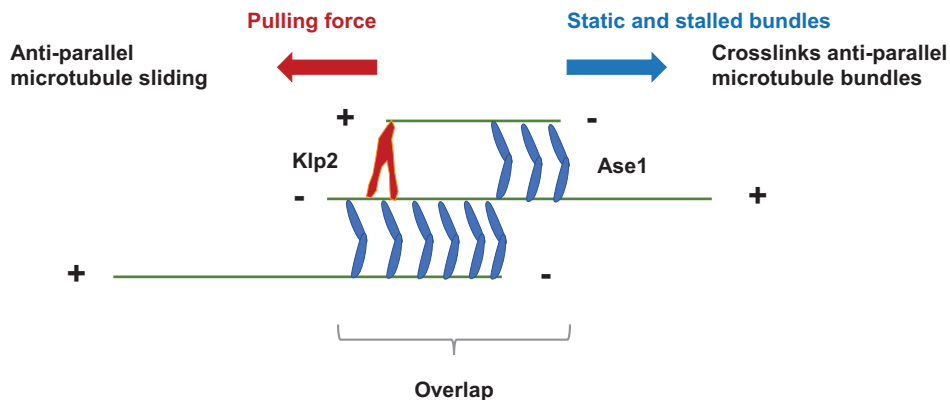 Pulling force
Static and stalled bundles
Anti-parallel
microtubule sliding
Crosslinks anti-parallel
microtubule bundles
+
-
Klp2
Ase1
-
+
+
-
Overlap